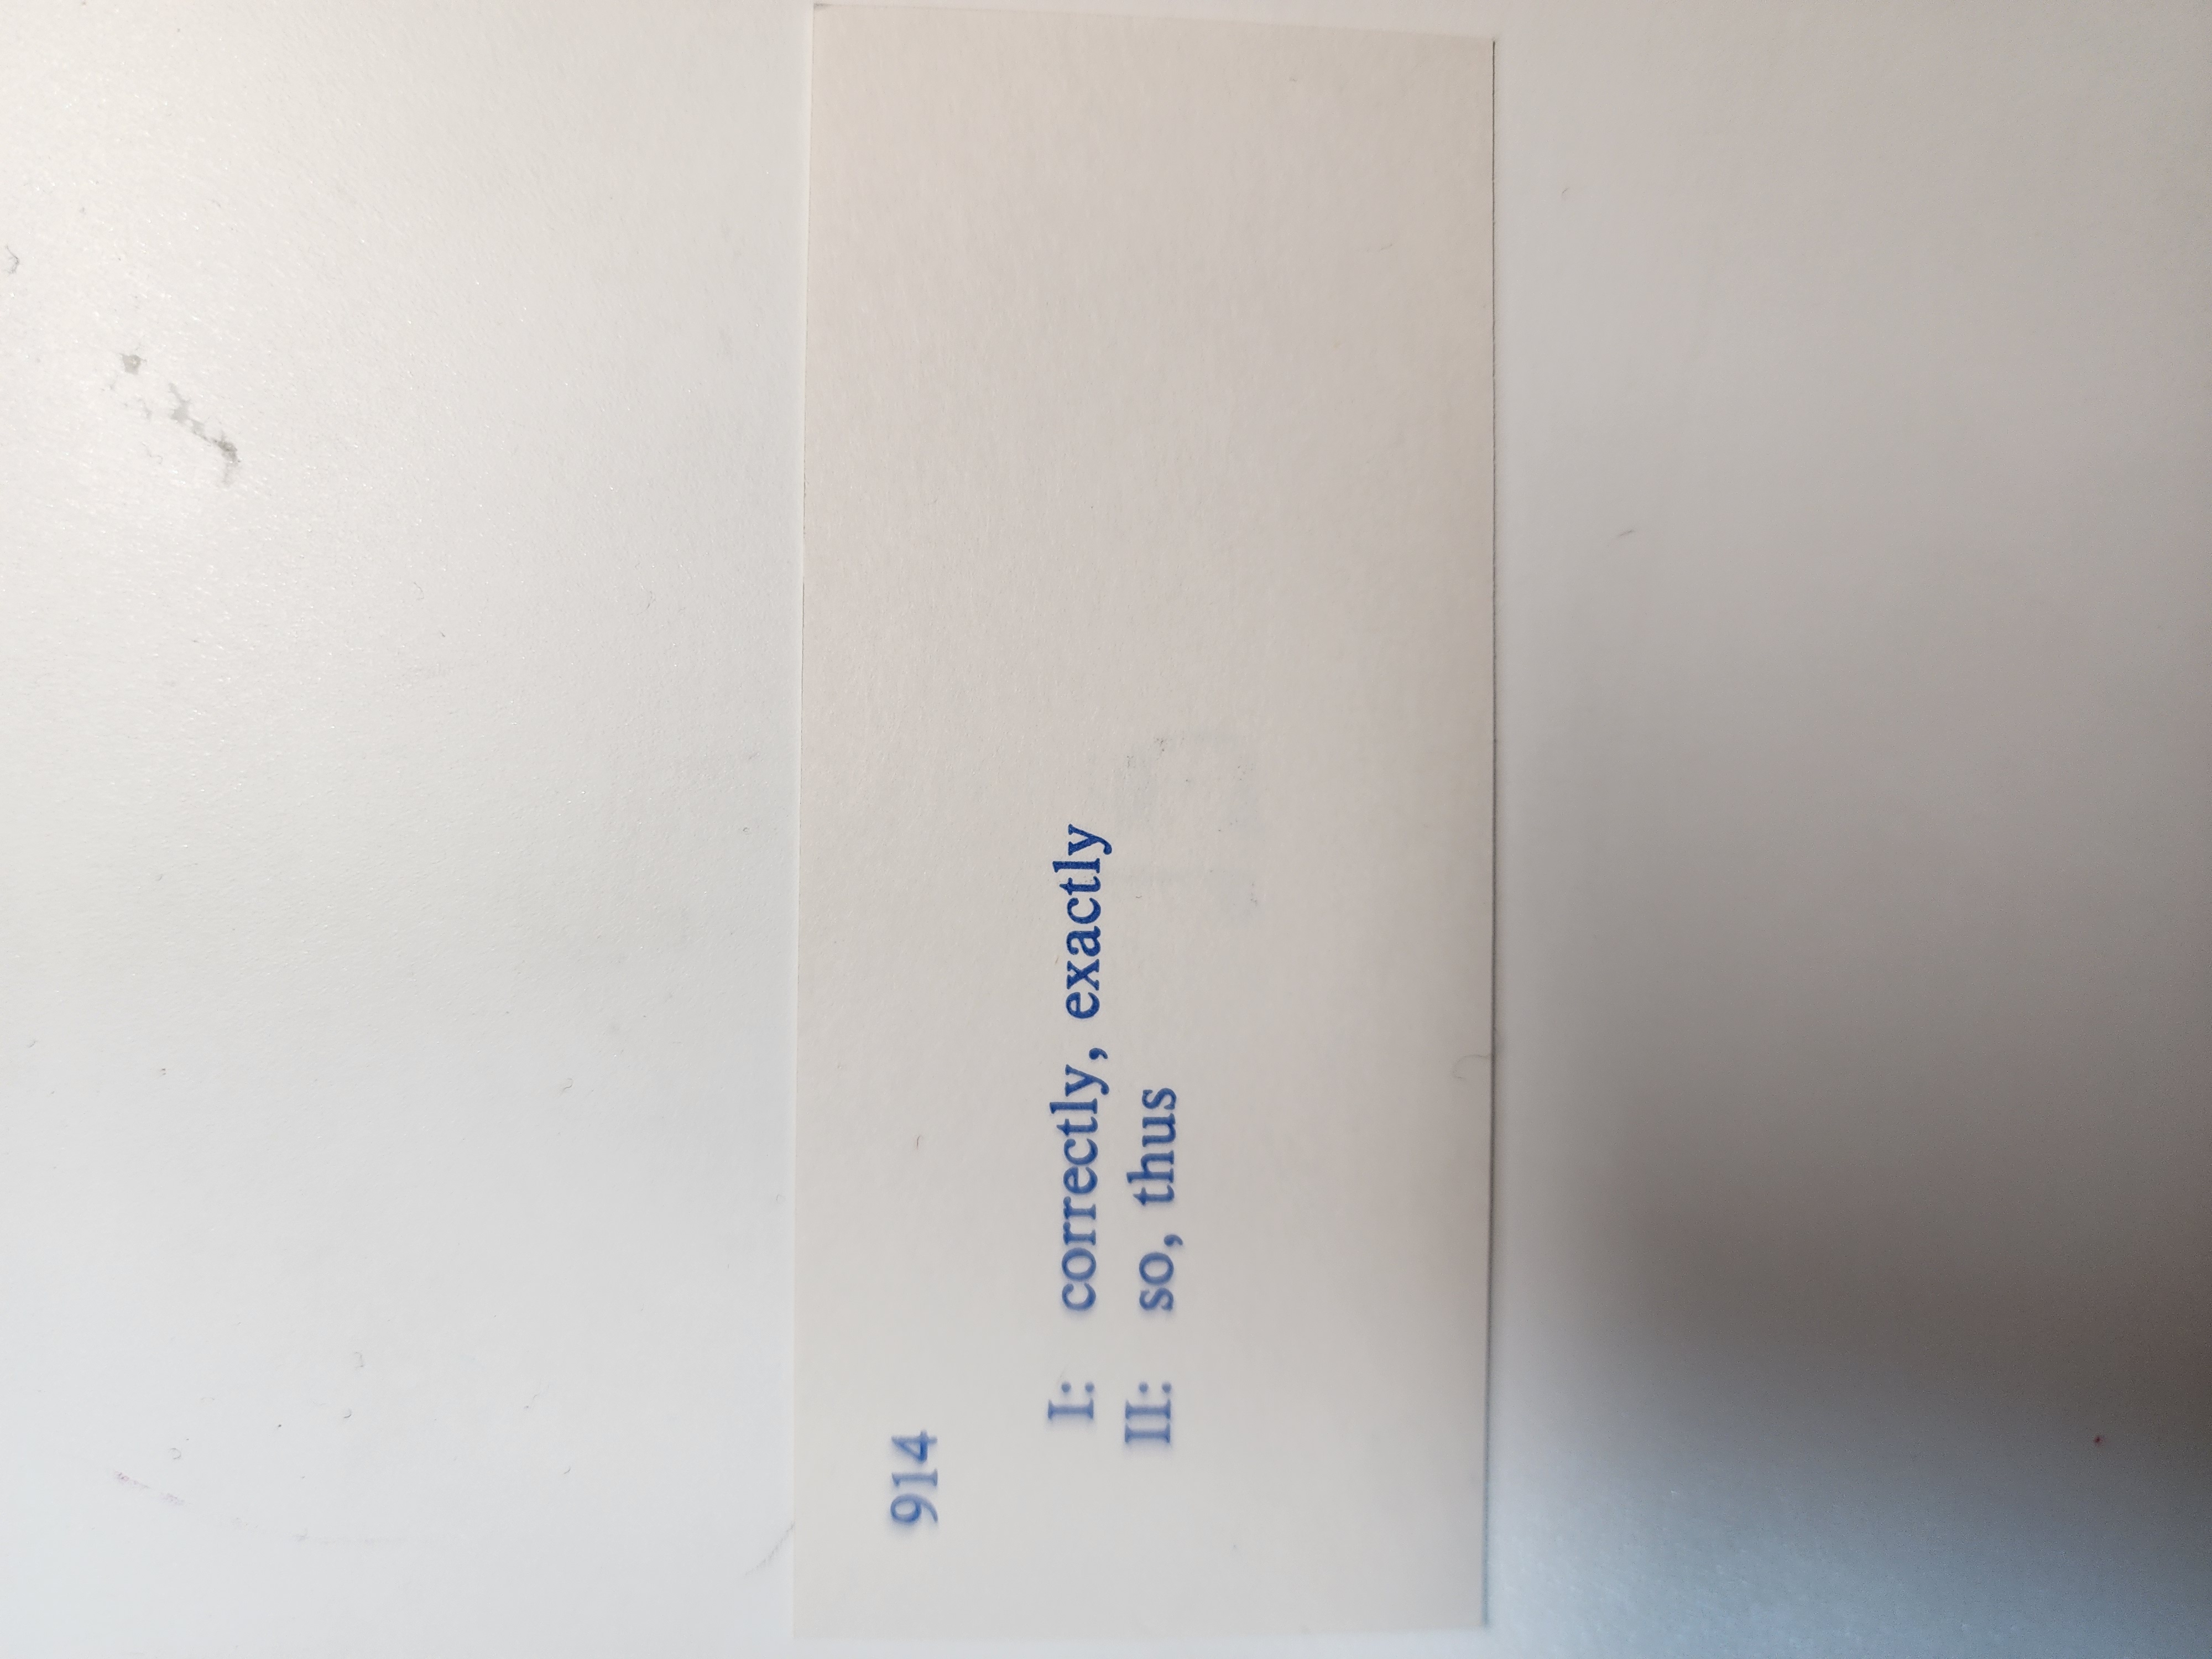 914
I: correctly, exactly
II: so, thus